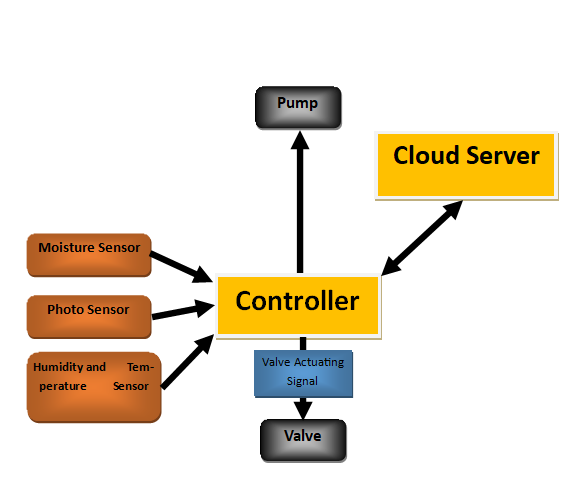 Pump
Cloud Server
Moisture Sensor
Controller
Photo Sensor
Humidity and Tem-
perature Sensor
Valve Actuating
Signal
Valve